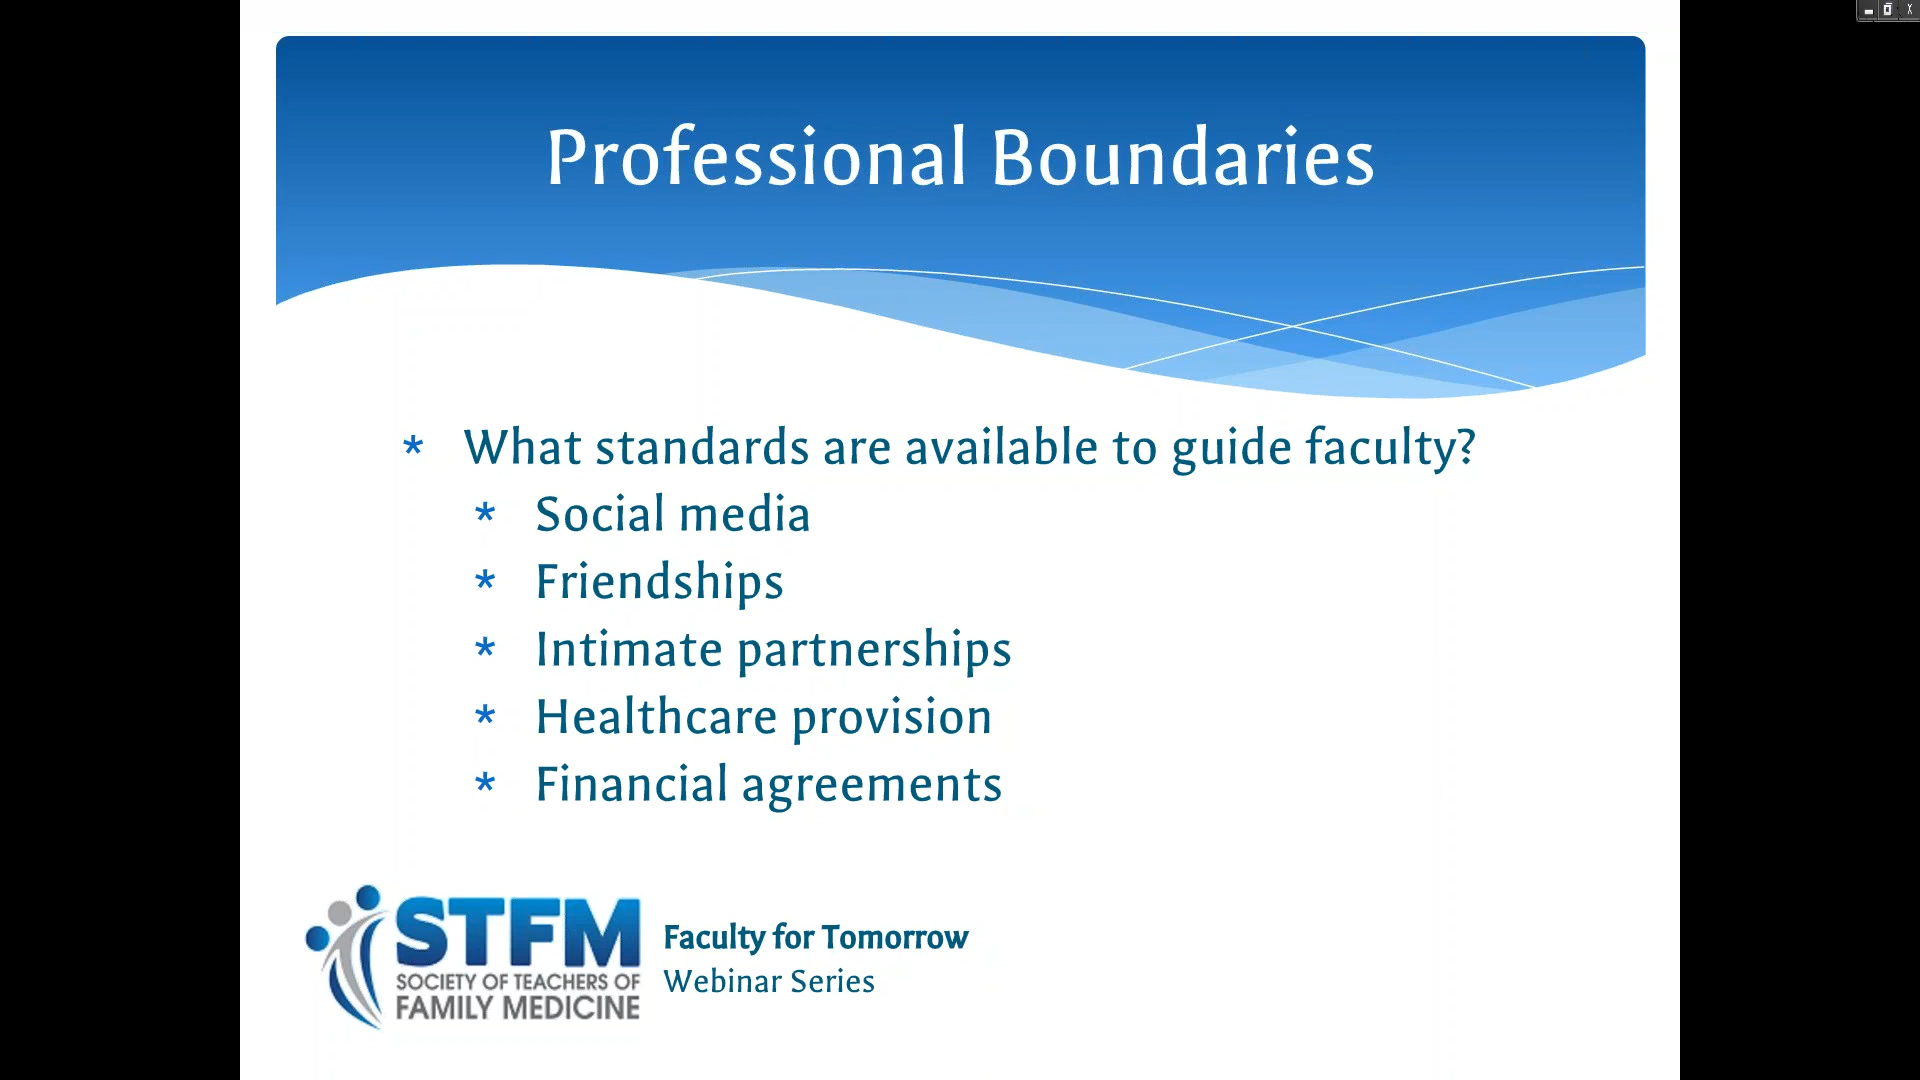 Professional Boundaries
* What standards are available to guide faculty?
* Social media
* Friendships
* Intimate partnerships
* Healthcare provision
* Financial agreements
STFM
SOCIETY OF TEACHERS OF
FAMILY MEDICINE
Faculty for Tomorrow
Webinar Series